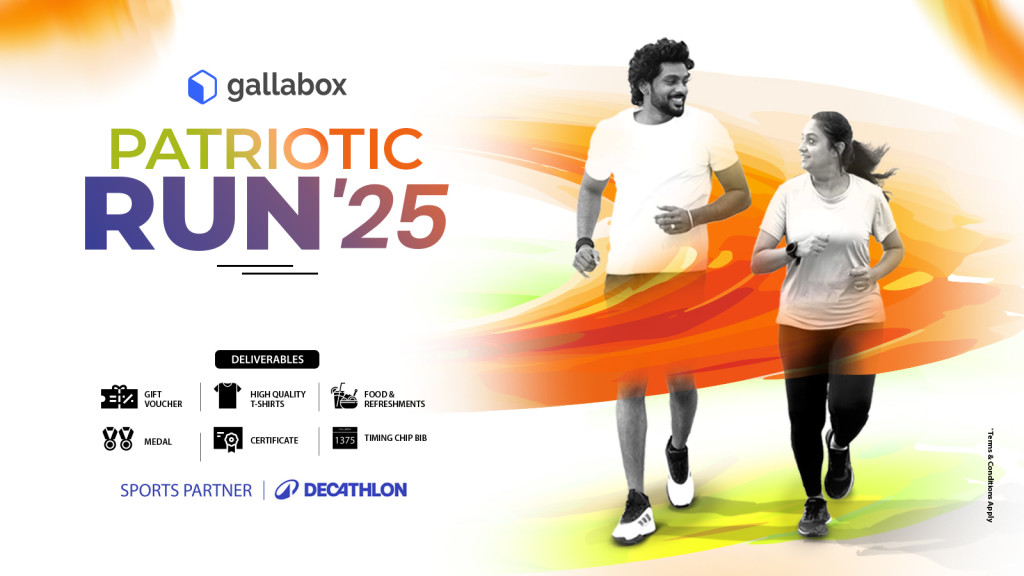 gallabox
PATRIOTIC
RUN'25
DELIVERABLES
GIFT
VOUCHER
HIGH QUALITY
T-SHIRTS
FOOD &
REFRESHMENTS
MEDAL
CERTIFICATE
1375
TIMING CHIP BIB
SPORTS PARTNER
DECATHLON
*Terms & Conditions Apply